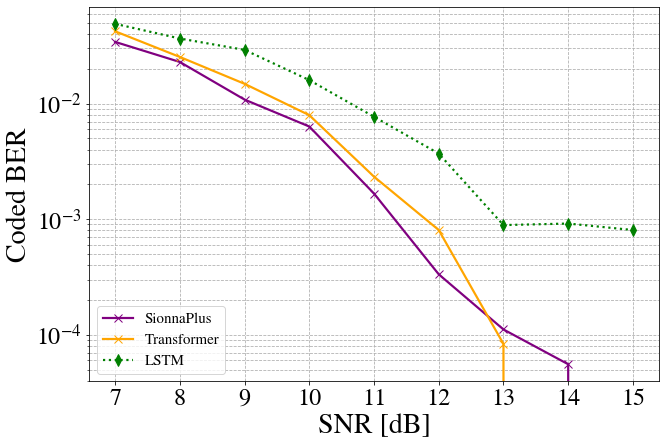 Coded BER
10⁻²
10⁻³
10⁻⁴
SionnaPlus
Transformer
LSTM
7 8 9 10 11 12 13 14 15
SNR [dB]